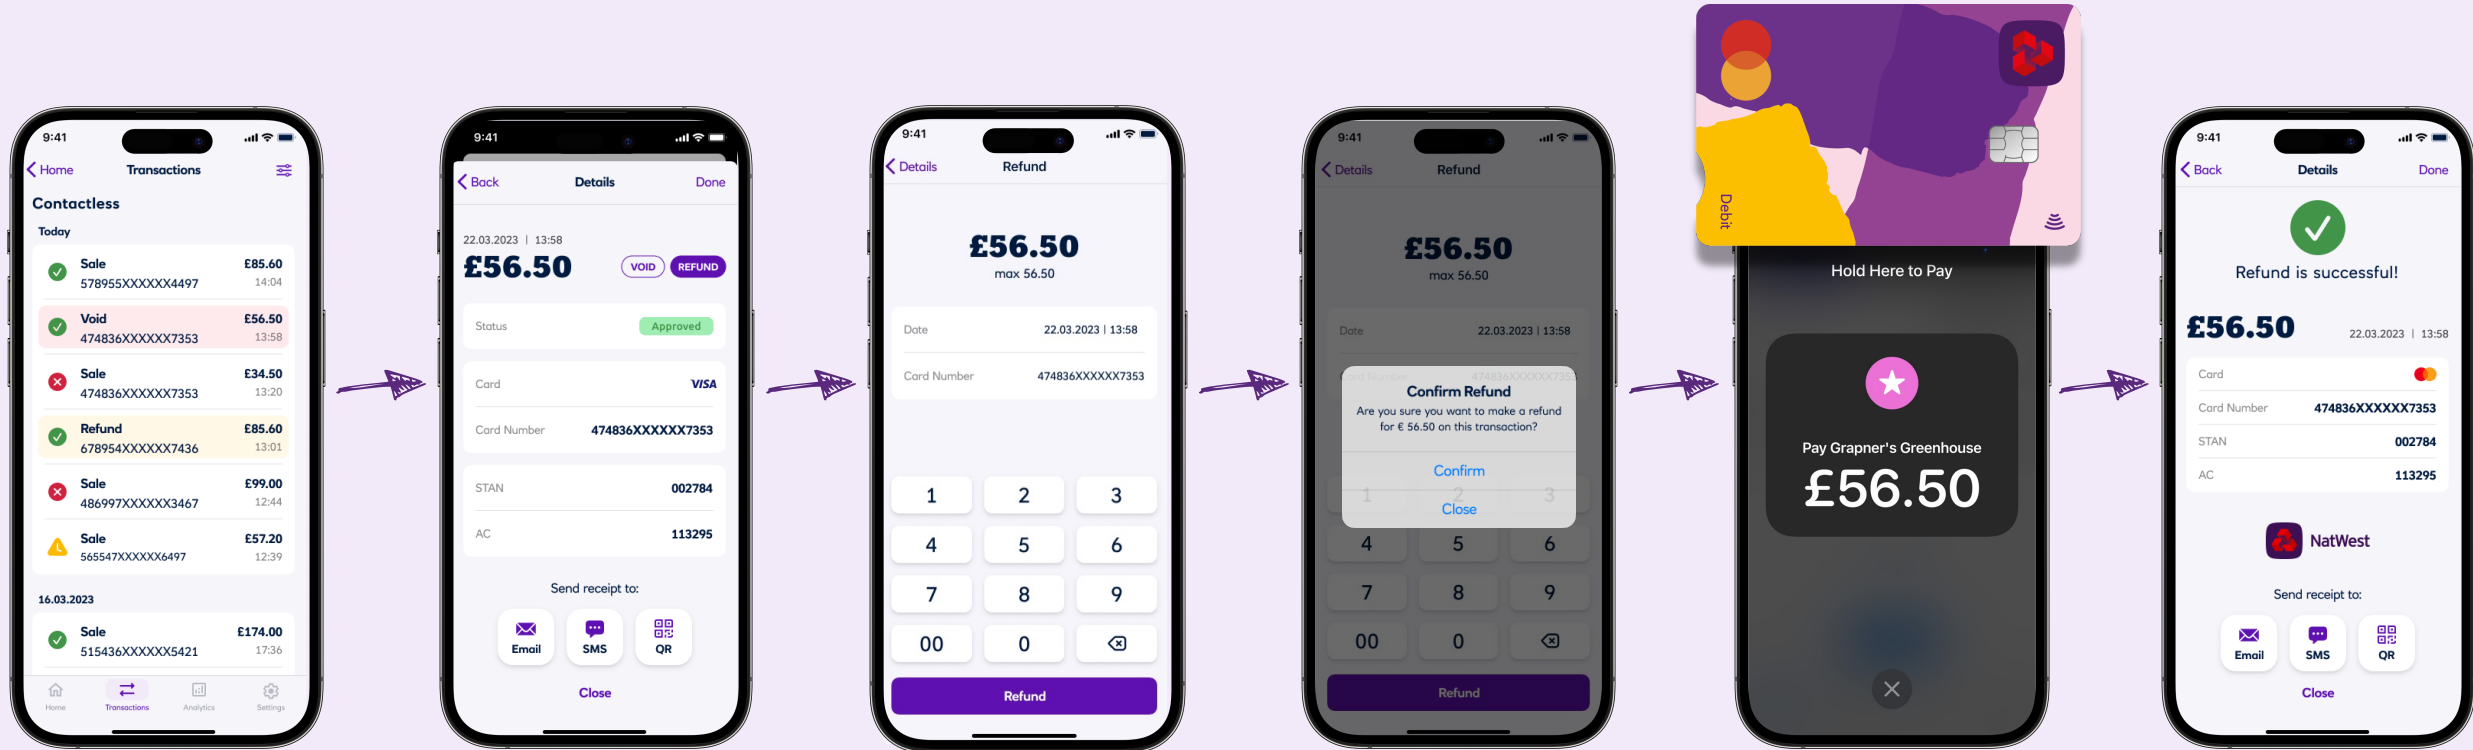 9:41
Home
Transactions
Contactless
Today
Sale £85.60
578955XXXXXX4497 14:04
Void £56.50
474836XXXXXX7353 13:58
Sale £34.50
474836XXXXXX7353 13:20
Refund £85.60
678954XXXXXX7436 13:01
Sale £99.00
486997XXXXXX3467 12:44
Sale £57.20
565547XXXXXX6497 12:39
16.03.2023
Sale £174.00
515436XXXXXX5421 17:36
Home Transactions Analytics Settings
9:41
Back Details Done
22.03.2023 | 13:58
£56.50 VOID REFUND
Status Approved
Card VISA
Card Number 474836XXXXXX7353
STAN 002784
AC 113295
Send receipt to:
Email SMS QR
Close
9:41
Details Refund
£56.50
max 56.50
Date 22.03.2023 | 13:58
Card Number 474836XXXXXX7353
1 2 3
4 5 6
7 8 9
00 0
Refund
9:41
Details Refund
£56.50
max 56.50
Date 22.03.2023 | 13:58
Card Number 474836XXXXXX7353
Confirm Refund
Are you sure you want to make a refund
for € 56.50 on this transaction?
Confirm
1 2 3
Close
4 5 6
7 8 9
00 0
Refund
Debit
Hold Here to Pay
Pay Grapner's Greenhouse
£56.50
9:41
Back Details Done
Refund is successful!
£56.50 22.03.2023 | 13:58
Card
Card Number 474836XXXXXX7353
STAN 002784
AC 113295
NatWest
Send receipt to:
Email SMS QR
Close